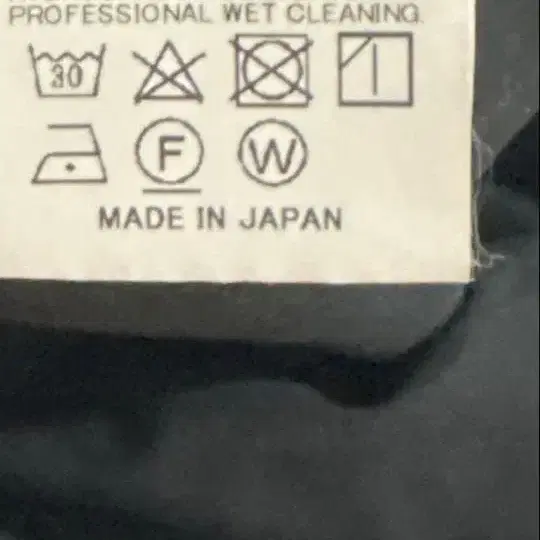 PROFESSIONAL WET CLEANING.
30
F W
MADE IN JAPAN